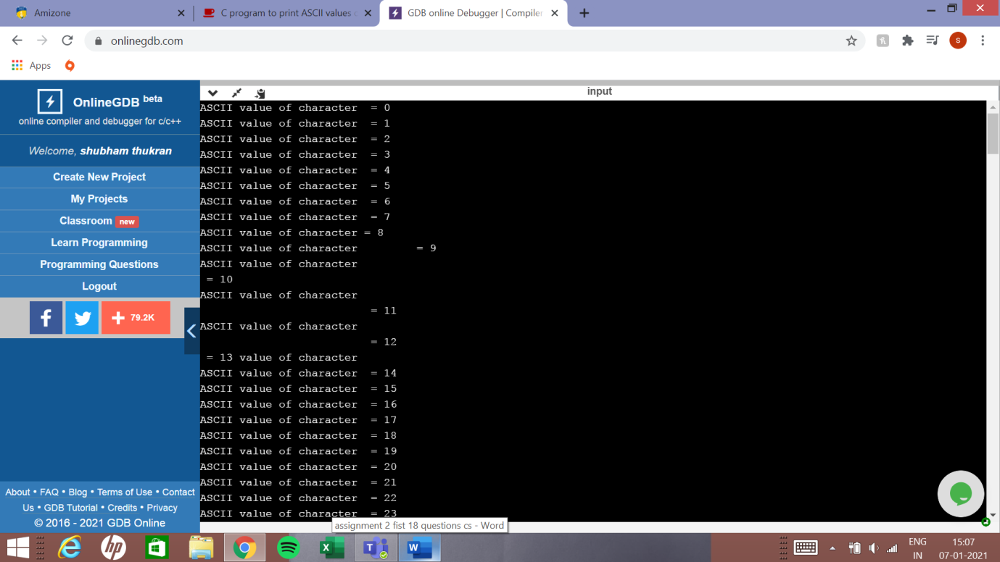 Amizone
C program to print ASCII values
GDB online Debugger | Compiler
onlinegdb.com
S
Apps
OnlineGDB beta
online compiler and debugger for c/c++
Welcome, shubham thukran
Create New Project
My Projects
Classroom new
Learn Programming
Programming Questions
Logout
f
+ 79.2K
About • FAQ • Blog • Terms of Use • Contact
Us • GDB Tutorial • Credits • Privacy
© 2016 - 2021 GDB Online
input
ASCII value of character  = 0
ASCII value of character  = 1
ASCII value of character  = 2
ASCII value of character  = 3
ASCII value of character  = 4
ASCII value of character  = 5
ASCII value of character  = 6
ASCII value of character  = 7
ASCII value of character = 8
ASCII value of character         = 9
ASCII value of character
 = 10
ASCII value of character
                          = 11
ASCII value of character
                          = 12
 = 13 value of character
ASCII value of character  = 14
ASCII value of character  = 15
ASCII value of character  = 16
ASCII value of character  = 17
ASCII value of character  = 18
ASCII value of character  = 19
ASCII value of character  = 20
ASCII value of character  = 21
ASCII value of character  = 22
ASCII value of character  = 23
assignment 2 fist 18 questions cs - Word
hp
X
T
W
ENG
IN
15:07
07-01-2021